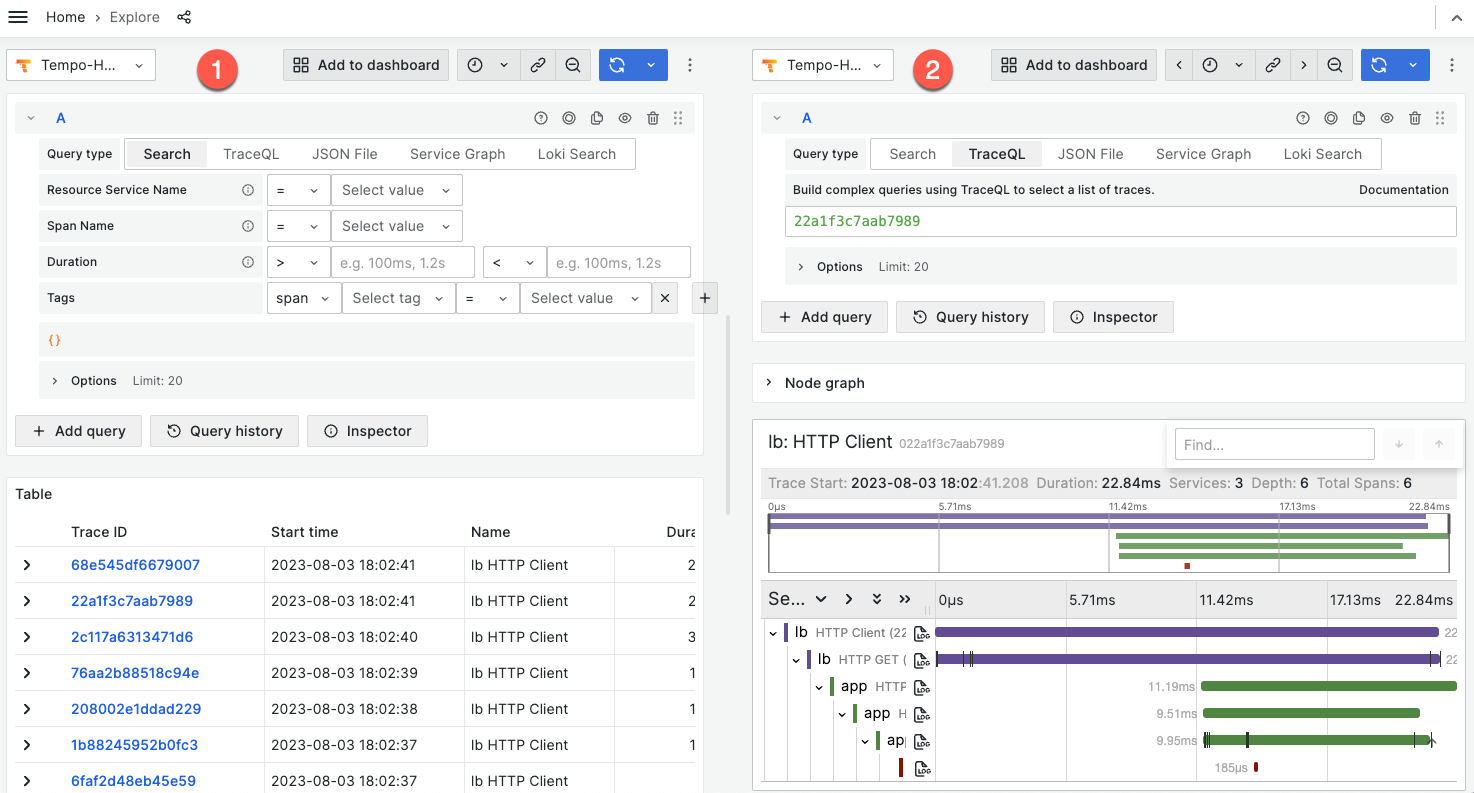 Home › Explore
Tempo-H...
1
Add to dashboard
A
Query type Search TraceQL JSON File Service Graph Loki Search
Resource Service Name = Select value
Span Name = Select value
Duration > e.g. 100ms, 1.2s < e.g. 100ms, 1.2s
Tags span Select tag = Select value × +
{}
Options Limit: 20
+ Add query Query history Inspector
Table
Trace ID Start time Name Dura
68e545df6679007 2023-08-03 18:02:41 lb HTTP Client 2
22a1f3c7aab7989 2023-08-03 18:02:41 lb HTTP Client 2
2c117a6313471d6 2023-08-03 18:02:40 lb HTTP Client 3
76aa2b88518c94e 2023-08-03 18:02:39 lb HTTP Client 1
208002e1ddad229 2023-08-03 18:02:38 lb HTTP Client 1
1b88245952b0fc3 2023-08-03 18:02:37 lb HTTP Client 1
6faf2d48eb45e59 2023-08-03 18:02:37 lb HTTP Client
Tempo-H...
2
Add to dashboard
A
Query type Search TraceQL JSON File Service Graph Loki Search
Build complex queries using TraceQL to select a list of traces. Documentation
22a1f3c7aab7989
Options Limit: 20
+ Add query Query history Inspector
Node graph
lb: HTTP Client 022a1f3c7aab7989 Find...
Trace Start: 2023-08-03 18:02:41.208 Duration: 22.84ms Services: 3 Depth: 6 Total Spans: 6
0μs 5.71ms 11.42ms 17.13ms 22.84ms
Se... 0μs 5.71ms 11.42ms 17.13ms 22.84ms
lb HTTP Client (22 LOG 22
lb HTTP GET ( LOG 22
app HTTP LOG 11.19ms
app H LOG 9.51ms
ap LOG 9.95ms
LOG 185μs